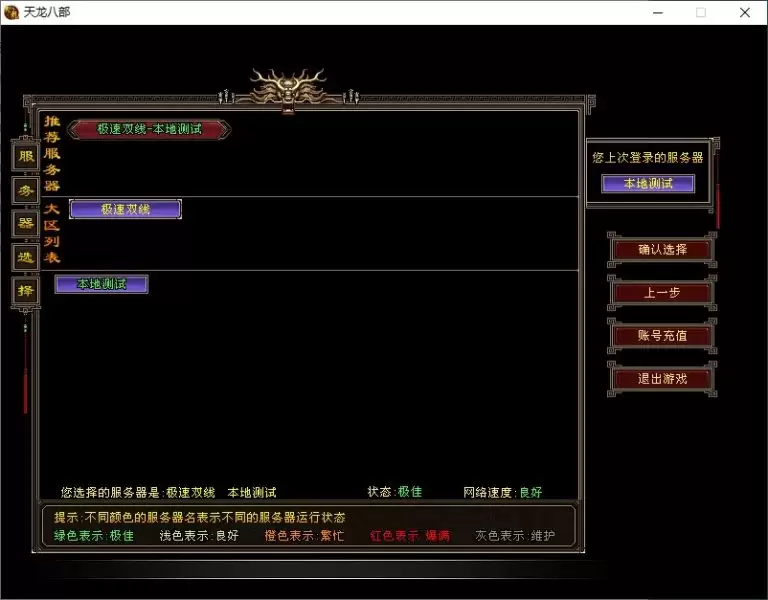 天龙八部
推荐服务器
极速双线-本地测试
服务器选择
大区列表
极速双线
本地测试
您上次登录的服务器
本地测试
确认选择
上一步
账号充值
退出游戏
您选择的服务器是:极速双线 本地测试 状态:极佳 网络速度:良好
提示:不同颜色的服务器名表示不同的服务器运行状态
绿色表示:极佳 浅色表示:良好 橙色表示:繁忙 红色表示:爆满 灰色表示:维护